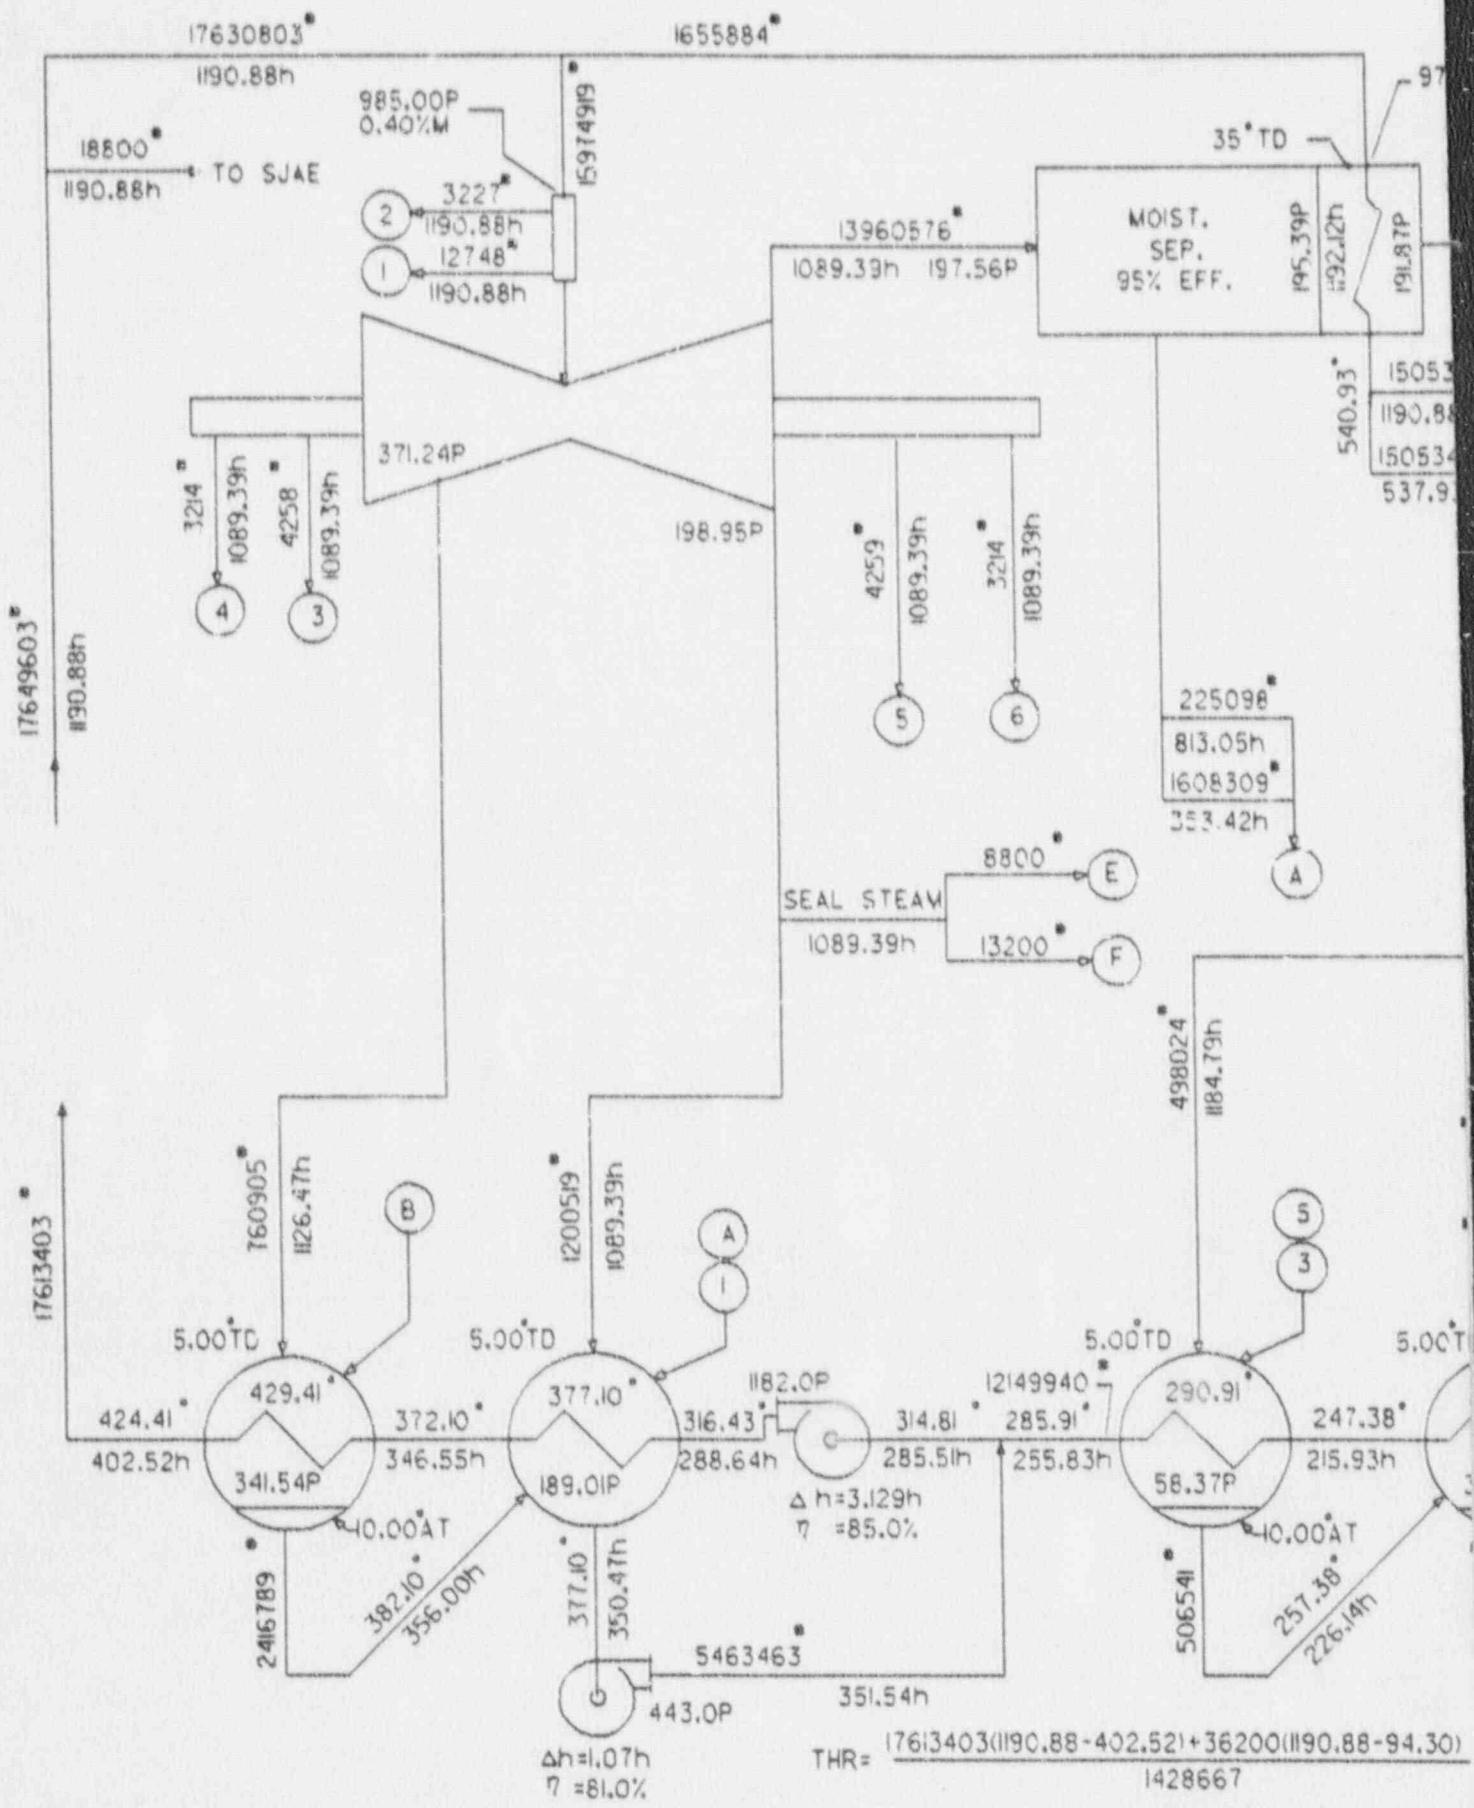 17630803#
1190.88h
1655884#
97
985.00P
0.40%M
15974919#
35°TD
18800#
1190.88h
TO SJAE
2
3227#
1190.88h
1
12748#
1190.88h
13960576#
1089.39h 197.56P
MOIST.
SEP.
95% EFF.
195.39P
1192.12h
191.87P
540.93°
15053
1190.88
150534
537.93
371.24P
198.95P
3214#
1089.39h
4258#
1089.39h
4
3
4259#
1089.39h
3214#
1089.39h
5
6
17649603#
1190.88h
225098#
813.05h
1608309#
353.42h
A
SEAL STEAM
1089.39h
8800#
E
13200#
F
498024#
1184.79h
17613403#
760905#
1126.47h
B
1200519#
1089.39h
A
1
5
3
5.00°TD
5.00°TD
5.00°TD
5.00°T
424.41°
402.52h
429.41°
341.54P
10.00°AT
372.10°
346.55h
377.10°
189.01P
316.43°
288.64h
1182.0P
Δh=3.129h
η =85.0%
314.81°
285.51h
12149940#
285.91°
255.83h
290.91°
58.37P
10.00°AT
247.38°
215.93h
2416789#
382.10°
356.00h
377.10°
350.47h
5463463#
351.54h
443.0P
Δh=1.07h
η =81.0%
506541#
257.38°
226.14h
THR= 17613403(1190.88-402.52)+36200(1190.88-94.30)
1428667